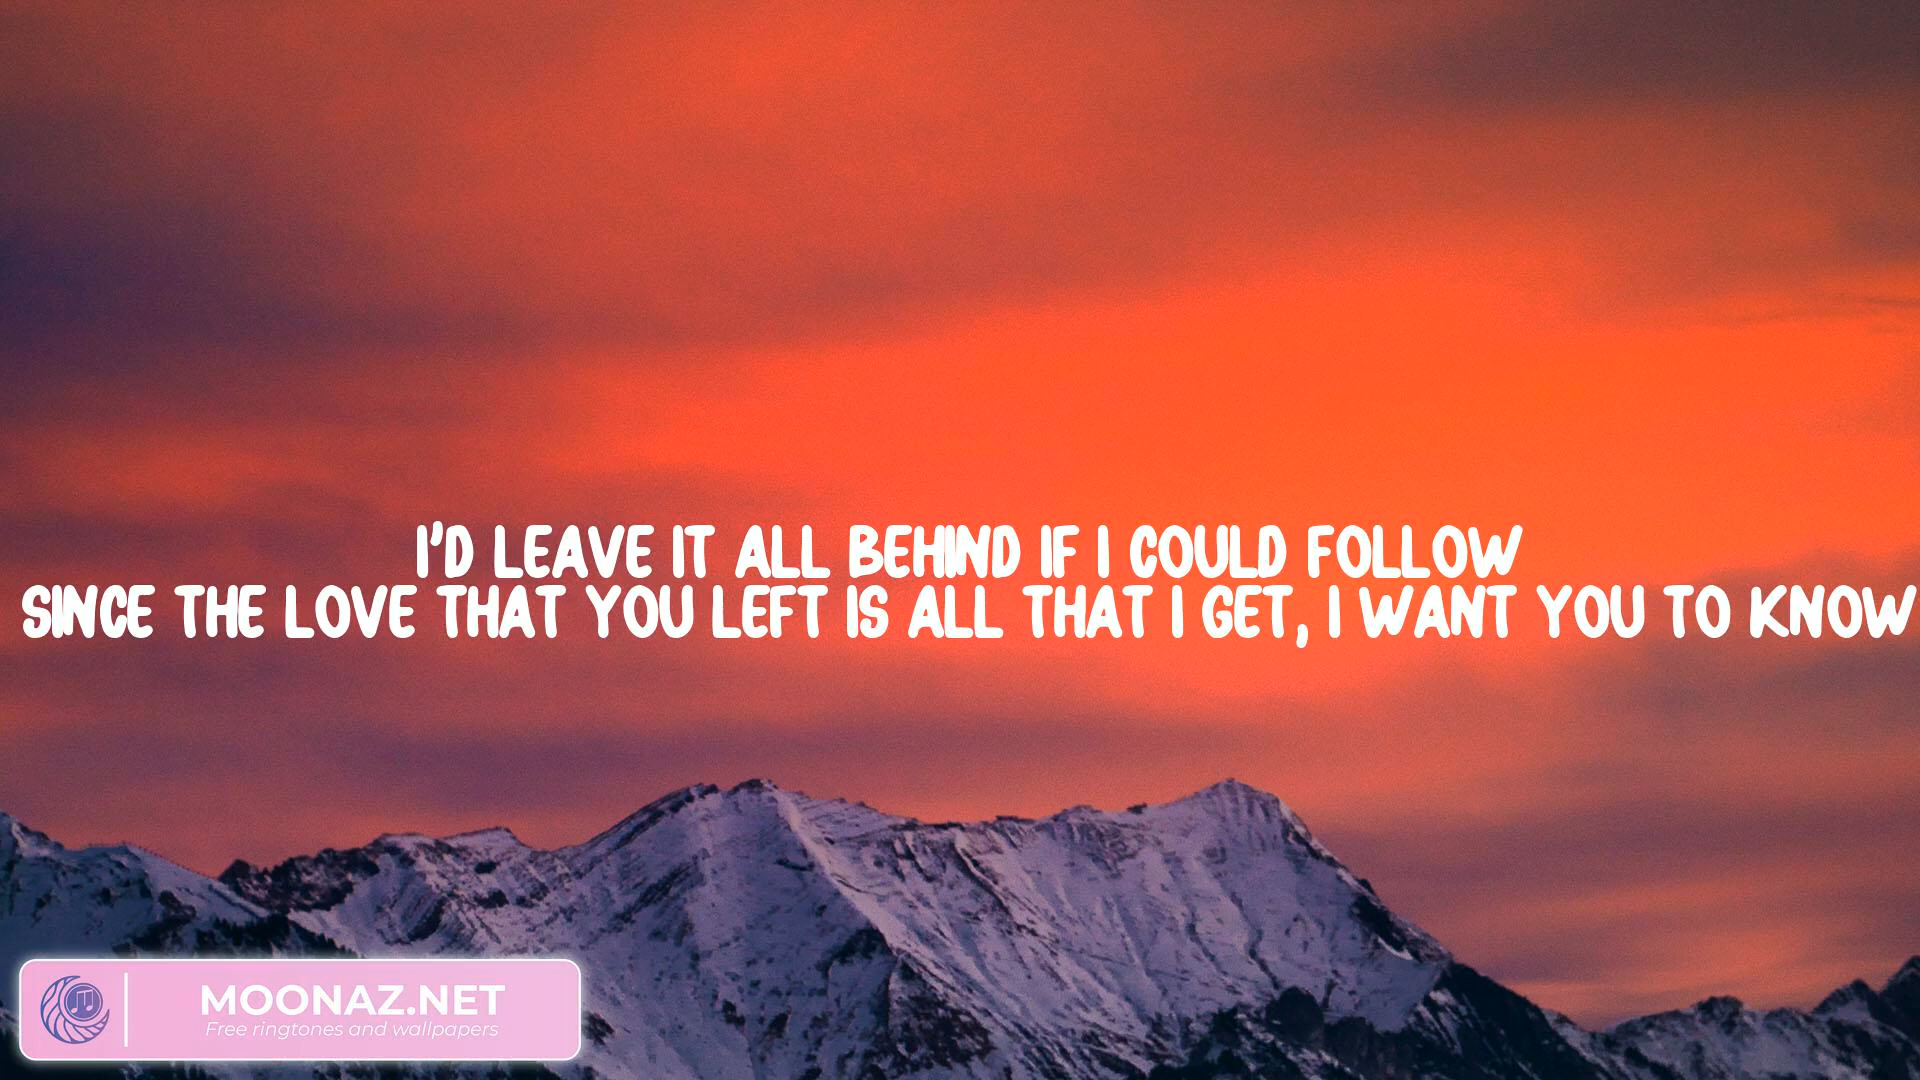 I'D LEAVE IT ALL BEHIND IF I COULD FOLLOW
SINCE THE LOVE THAT YOU LEFT IS ALL THAT I GET, I WANT YOU TO KNOW
MOONAZ.NET
Free ringtones and wallpapers